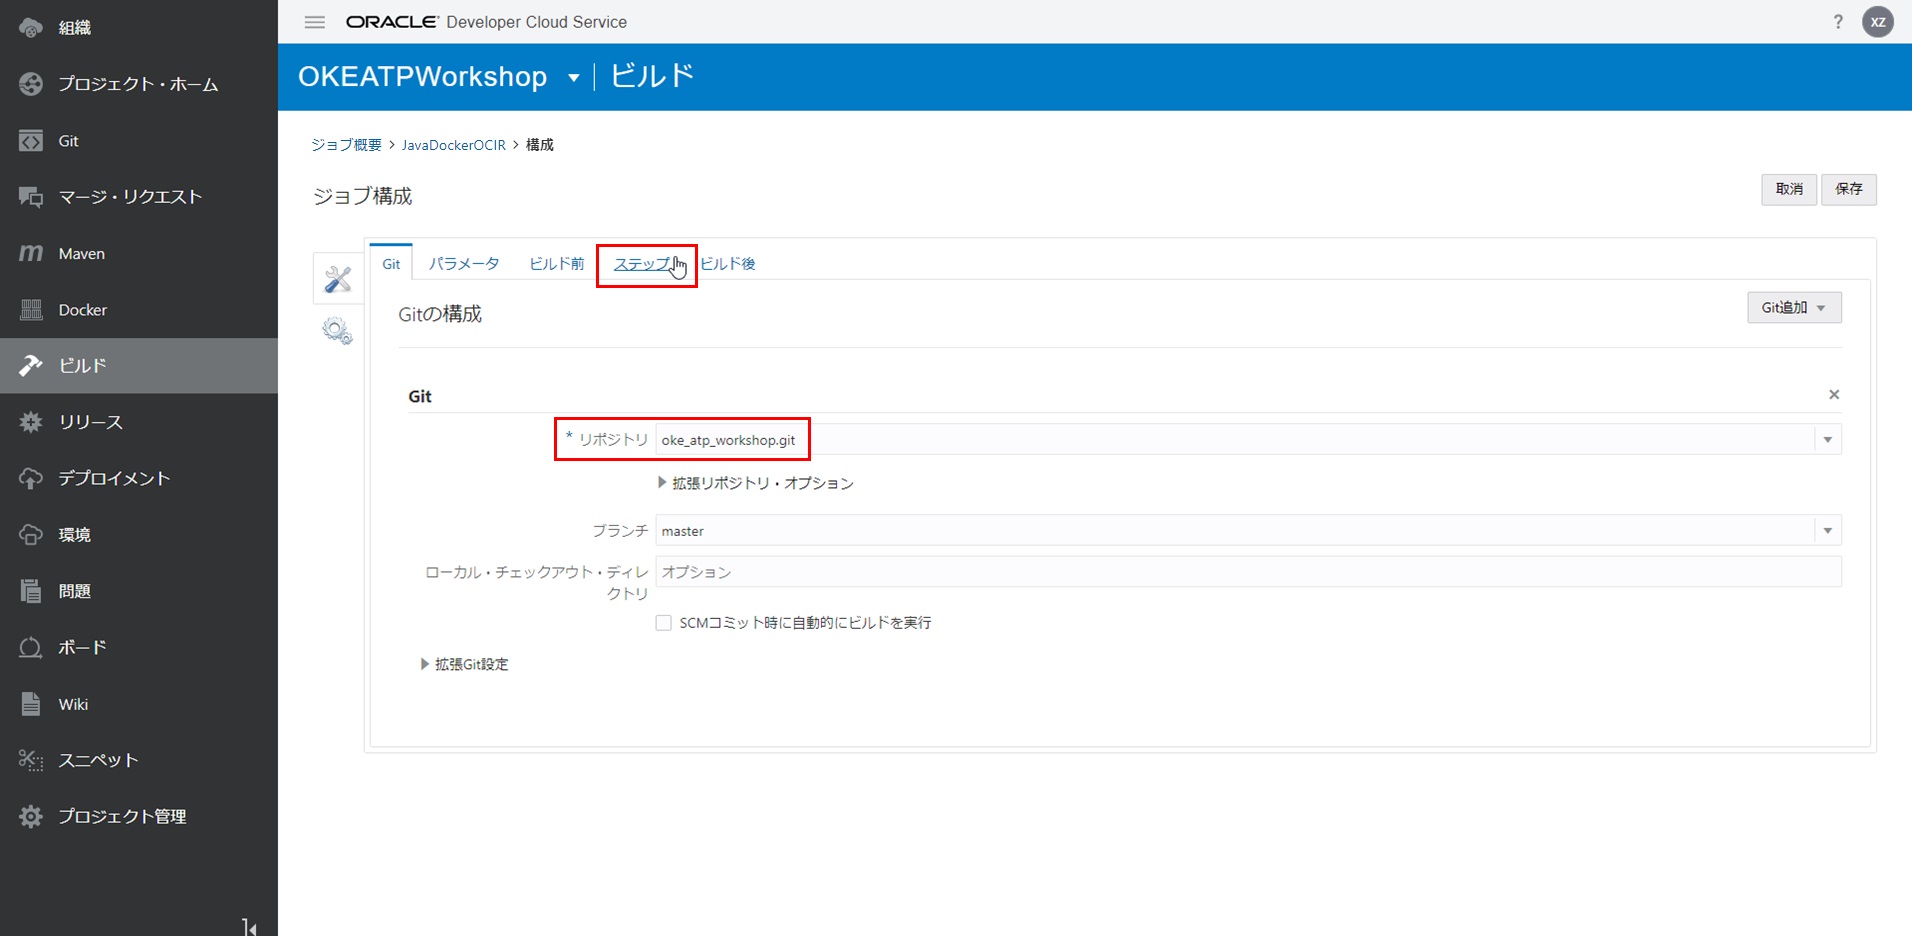 組織
プロジェクト・ホーム
Git
マージ・リクエスト
Maven
Docker
ビルド
リリース
デプロイメント
環境
問題
ボード
Wiki
スニペット
プロジェクト管理
ORACLE Developer Cloud Service
? XZ
OKEATPWorkshop ビルド
ジョブ概要 > JavaDockerOCIR > 構成
ジョブ構成
取消 保存
Git パラメータ ビルド前 ステップ ビルド後
Gitの構成
Git追加
Git
* リポジトリ oke_atp_workshop.git
拡張リポジトリ・オプション
ブランチ master
ローカル・チェックアウト・ディレ オプション
クトリ
SCMコミット時に自動的にビルドを実行
拡張Git設定